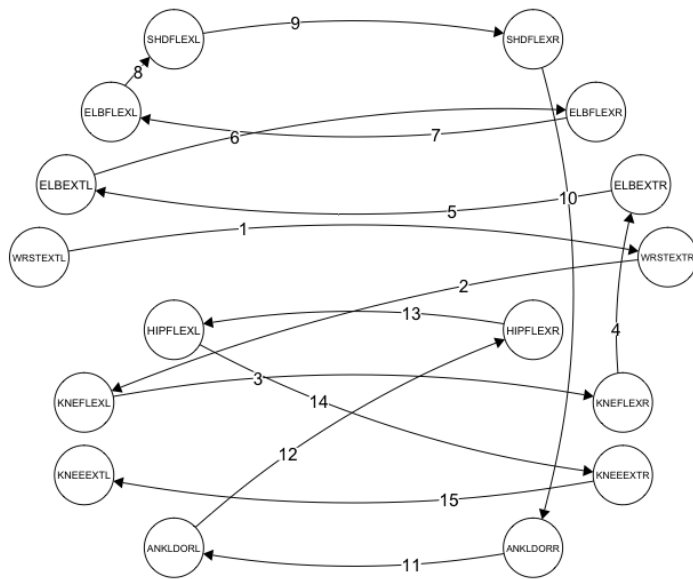 9
SHDFLEXL
SHDFLEXR
8
ELBFLEXL
ELBFLEXR
6
7
ELBEXTL
ELBEXTR
10
5
1
WRSTEXTL
WRSTEXTR
2
13
HIPFLEXL
HIPFLEXR
4
3
KNEFLEXL
14
KNEFLEXR
12
KNEEEXTL
KNEEEXTR
15
ANKLDORL
ANKLDORR
11